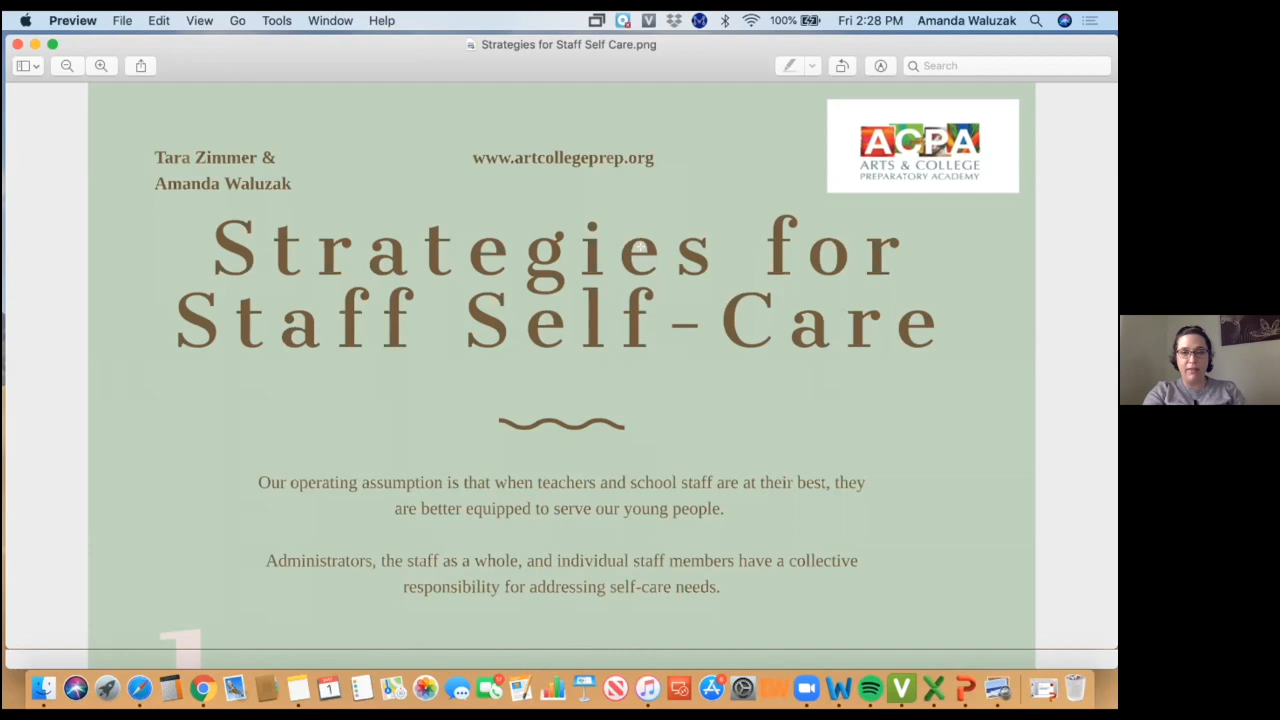 Preview File Edit View Go Tools Window Help 100% Fri 2:28 PM Amanda Waluzak
Strategies for Staff Self Care.png
Search
Tara Zimmer &
Amanda Waluzak
www.artcollegeprep.org
ACPA
ARTS & COLLEGE
PREPARATORY ACADEMY
Strategies for
Staff Self-Care
Our operating assumption is that when teachers and school staff are at their best, they
are better equipped to serve our young people.
Administrators, the staff as a whole, and individual staff members have a collective
responsibility for addressing self-care needs.
1